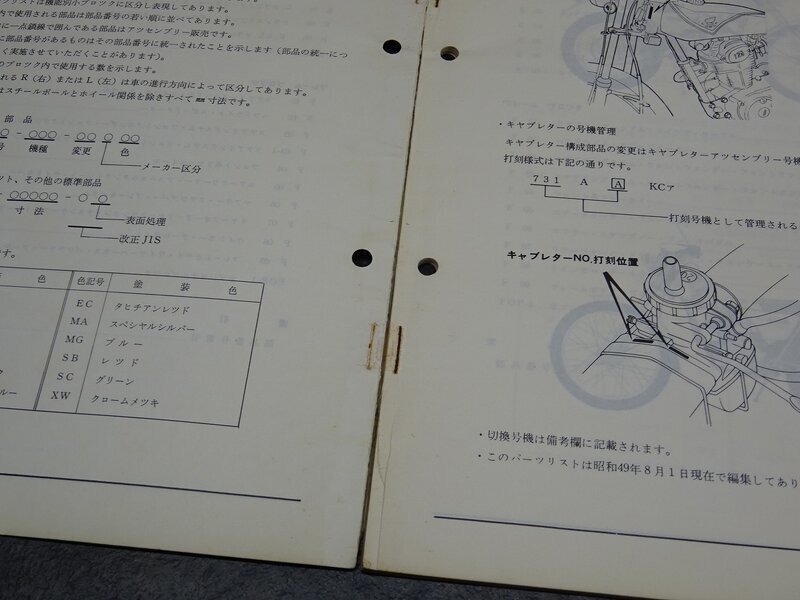 パーツリストは機能別小ブロックに区分し表現してあります。
内で使用される部品は部品番号の若い順に並べてあります。
に一点鎖線で囲んである部品はアッセンブリー販売です。
に部品番号があるものはその部品番号に統一されたことを示します(部品の統一につ
く実施させていただくことがあります)。
のブロック内で使用する数を示します。
れるR(右)またはL(左)は車の進行方向によって区分してあります。
はスチールボールとホイール関係を除きすべて㎜寸法です。
部品
○-○○○-○○ ○ ○○
号 機種 変更 色
メーカー区分
ット、その他の標準部品
-○○○○○-○ ○
寸法
表面処理
改正JIS
です。
色 色記号 塗装色
EC タヒチアンレツド
MA スペシャルシルバー
MG ブルー
SB レツド
SC グリーン
XW クロームメツキ
ルー
・キャブレターの号機管理
キャブレター構成部品の変更はキャブレターアッセンブリー号機
打刻様式は下記の通りです。
731 A A KCァ
打刻号機として管理される
キャブレターNO.打刻位置
・切換号機は備考欄に記載されます。
・このパーツリストは昭和49年8月1日現在で編集してあり